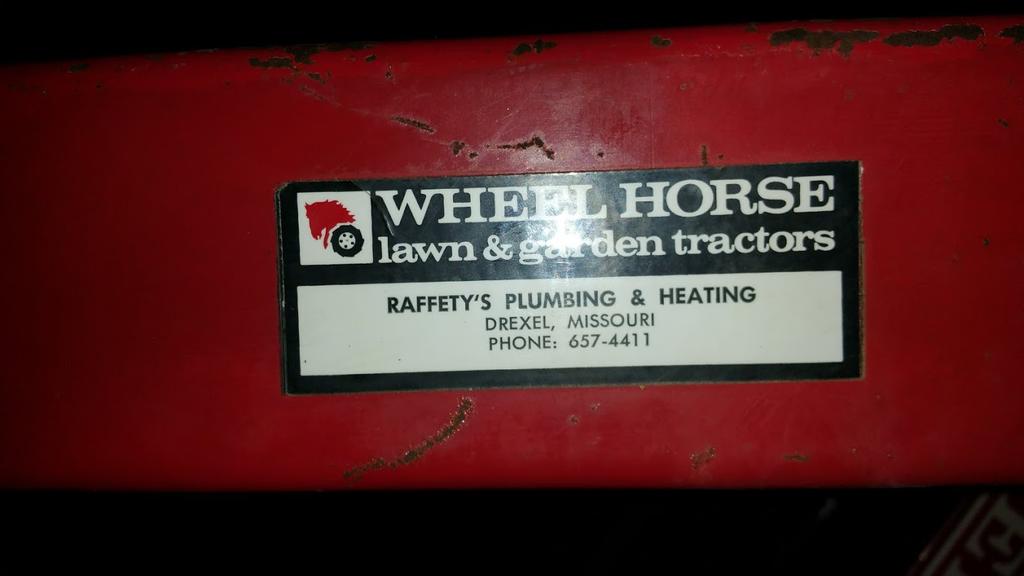 WHEEL HORSE
lawn & garden tractors
RAFFETY'S PLUMBING & HEATING
DREXEL, MISSOURI
PHONE: 657-4411